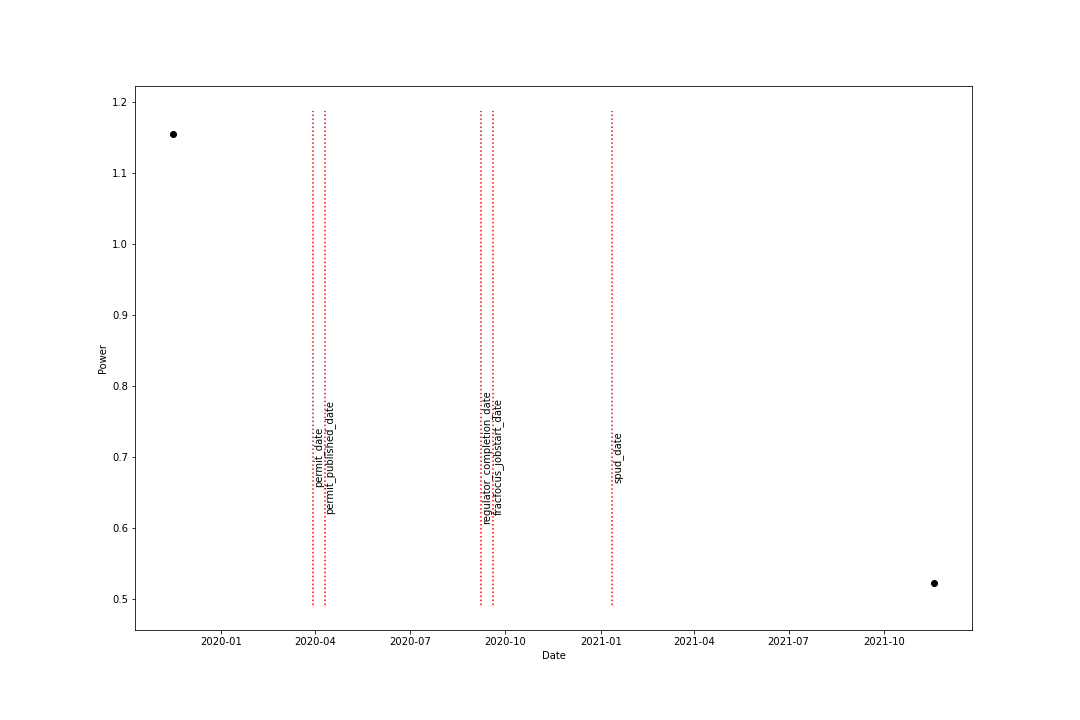 1.2
1.1
1.0
0.9
0.8
0.7
0.6
0.5
Power
permit_date
permit_published_date
regulator_completion_date
fracfocus_jobstart_date
spud_date
2020-01 2020-04 2020-07 2020-10 2021-01 2021-04 2021-07 2021-10
Date